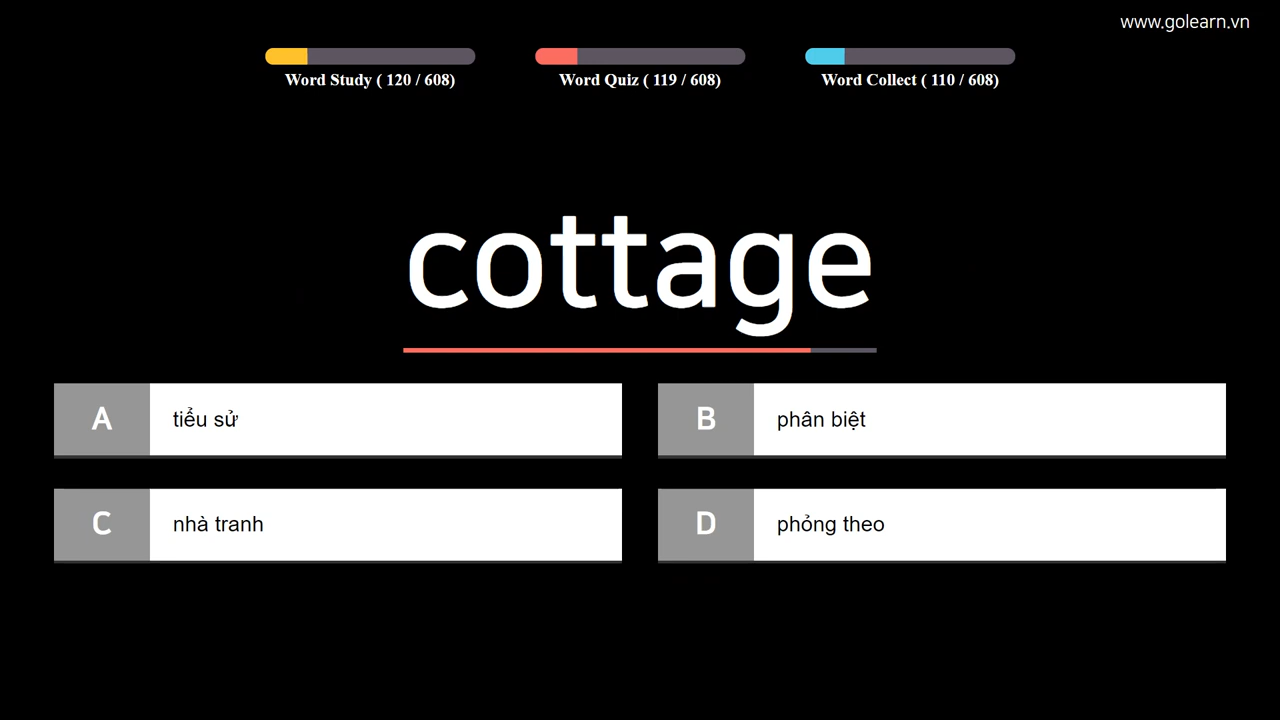 www.golearn.vn
Word Study ( 120 / 608)
Word Quiz ( 119 / 608)
Word Collect ( 110 / 608)
cottage
A tiểu sử
B phân biệt
C nhà tranh
D phỏng theo